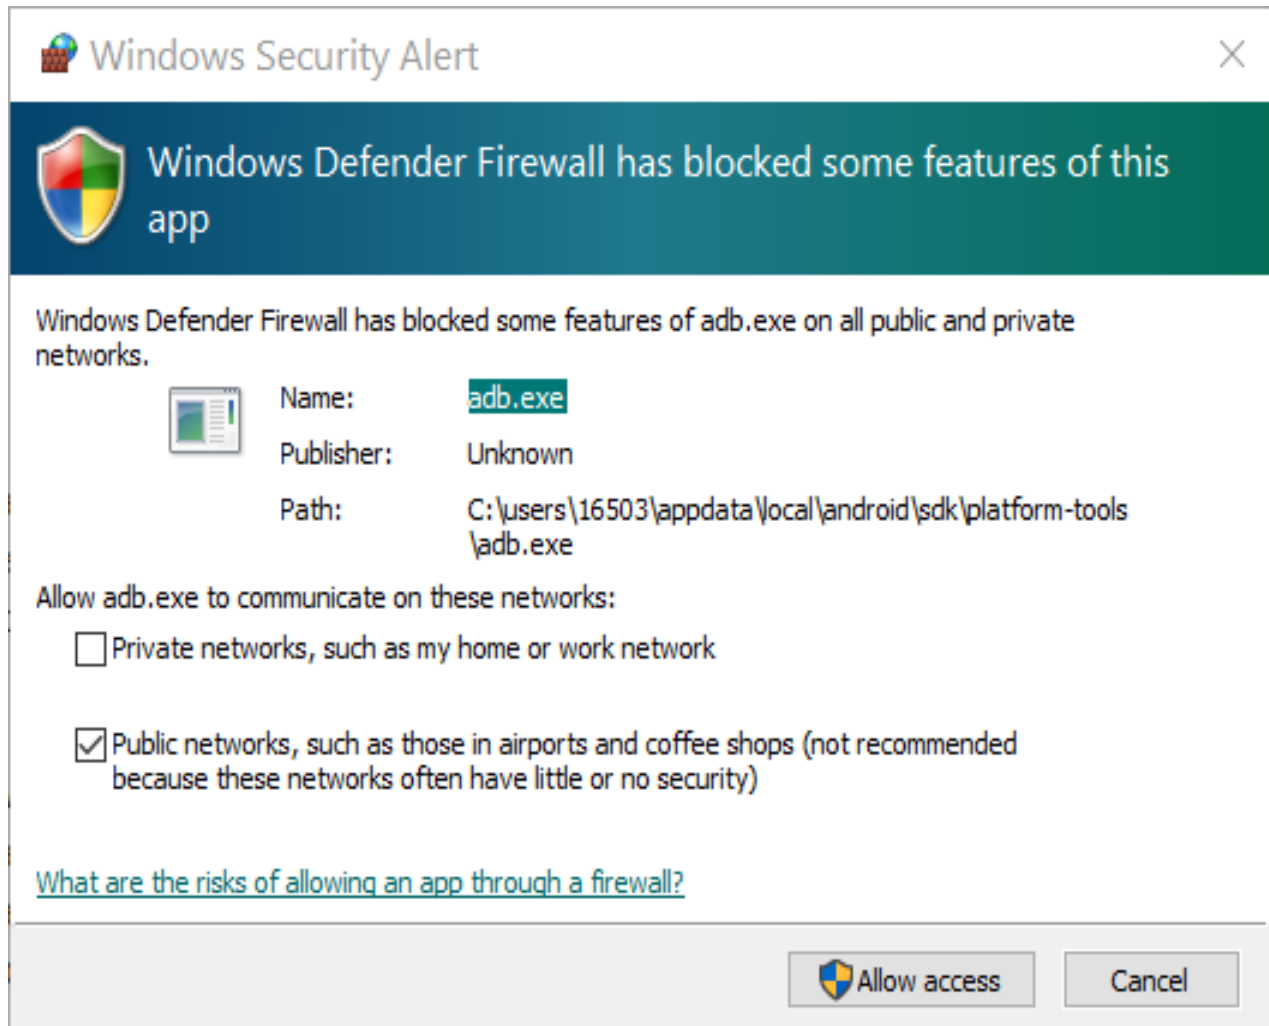 Windows Security Alert
Windows Defender Firewall has blocked some features of this
app
Windows Defender Firewall has blocked some features of adb.exe on all public and private
networks.
Name: adb.exe
Publisher: Unknown
Path: C:\users\16503\appdata\local\android\sdk\platform-tools
\adb.exe
Allow adb.exe to communicate on these networks:
Private networks, such as my home or work network
Public networks, such as those in airports and coffee shops (not recommended
because these networks often have little or no security)
What are the risks of allowing an app through a firewall?
Allow access Cancel